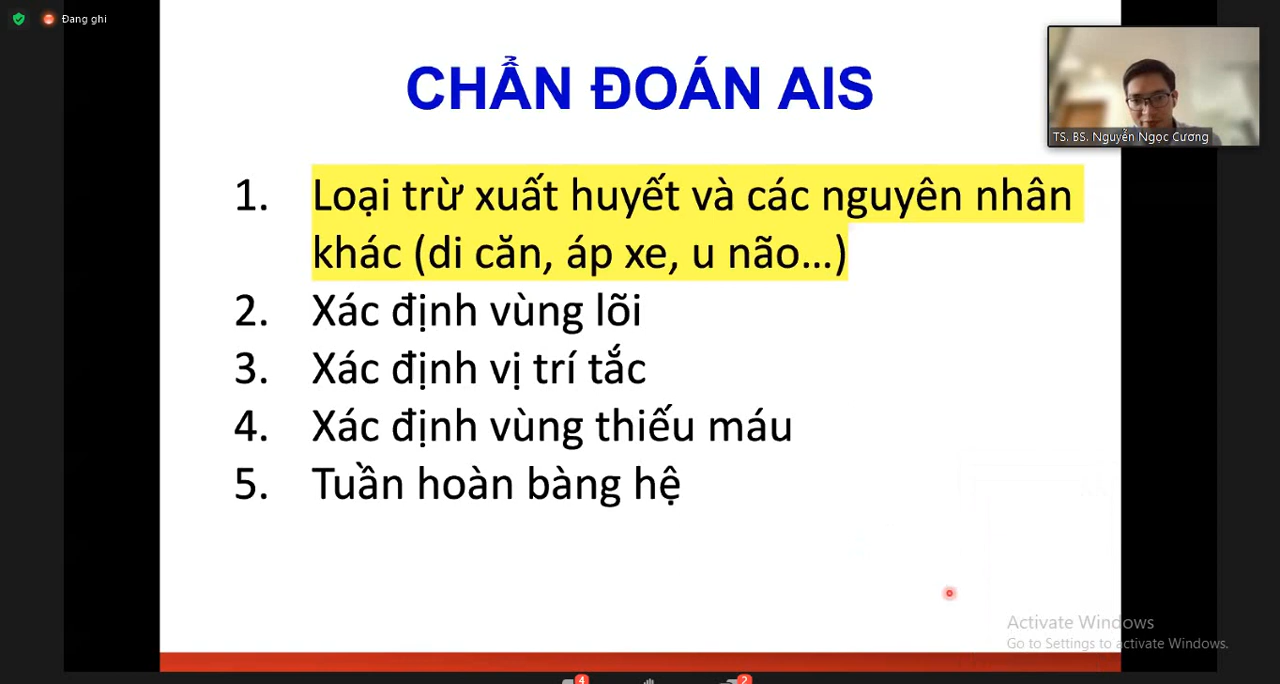 Đang ghi
CHẨN ĐOÁN AIS
TS. BS. Nguyễn Ngọc Cương
1. Loại trừ xuất huyết và các nguyên nhân
khác (di căn, áp xe, u não...)
2. Xác định vùng lõi
3. Xác định vị trí tắc
4. Xác định vùng thiếu máu
5. Tuần hoàn bàng hệ
Activate Windows
Go to Settings to activate Windows.
4
2